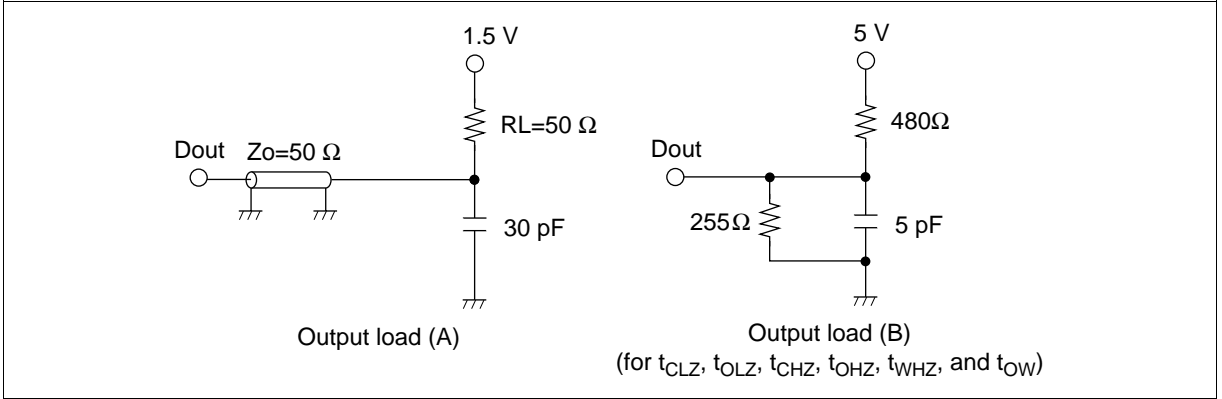 1.5 V
RL=50 Ω
Dout
Zo=50 Ω
30 pF
Output load (A)
5 V
480Ω
Dout
255Ω
5 pF
Output load (B)
(for tCLZ, tOLZ, tCHZ, tOHZ, tWHZ, and tOW)